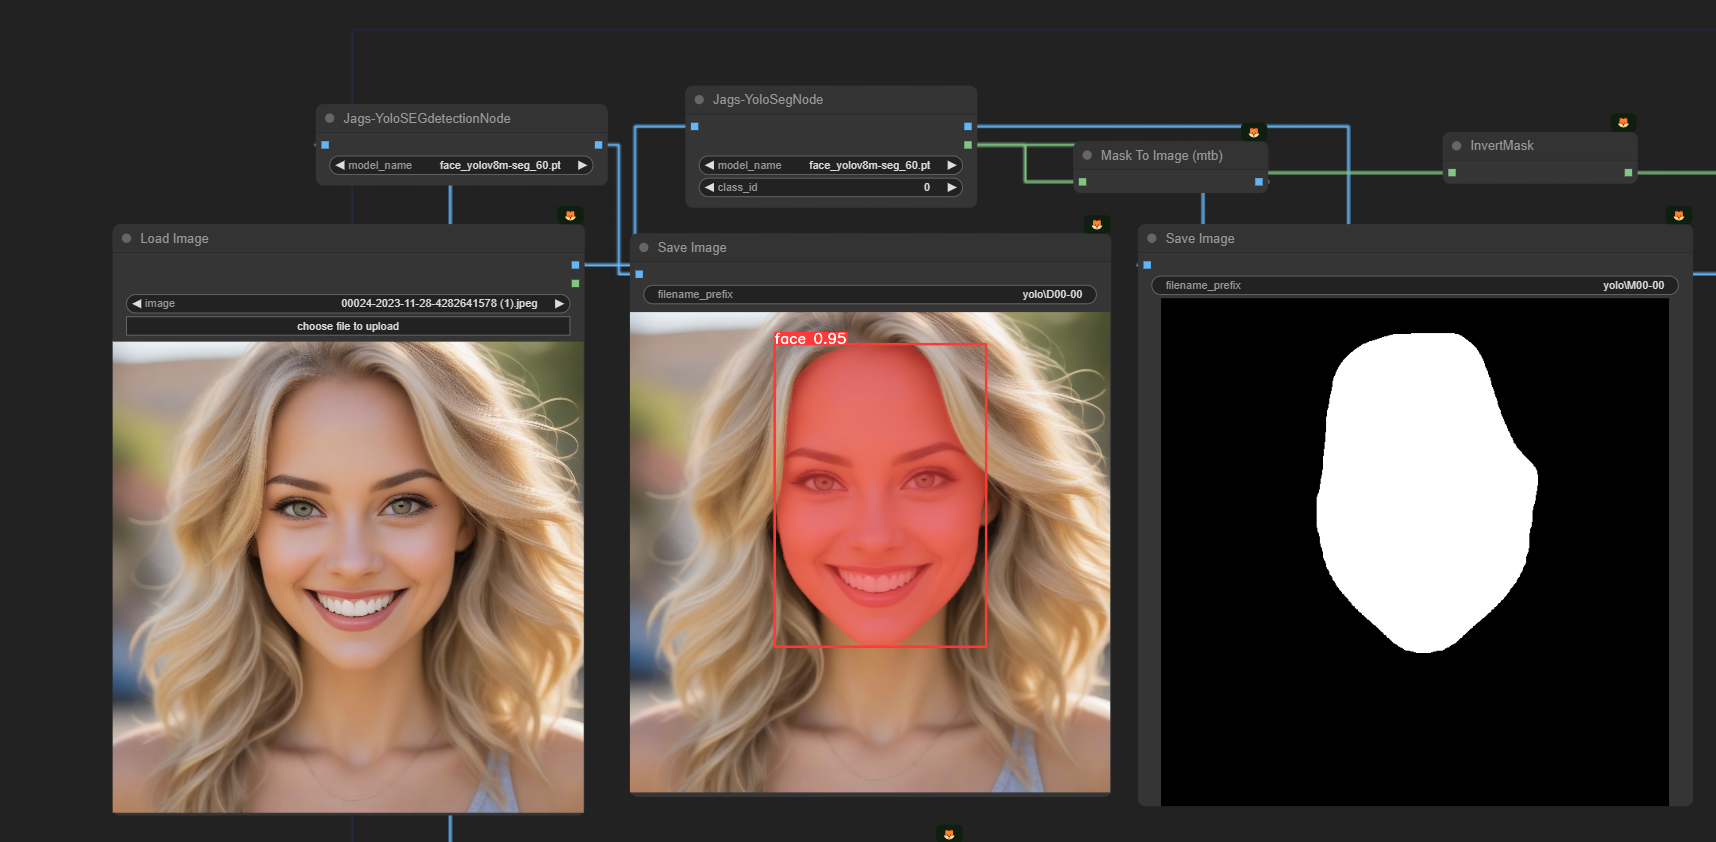 Jags-YoloSEGdetectionNode
model_name face_yolov8m-seg_60.pt
Jags-YoloSegNode
model_name face_yolov8m-seg_60.pt
class_id 0
Mask To Image (mtb)
InvertMask
Load Image
image 00024-2023-11-28-4282641578 (1).jpeg
choose file to upload
Save Image
filename_prefix yolo\D00-00
face 0.95
Save Image
filename_prefix yolo\M00-00